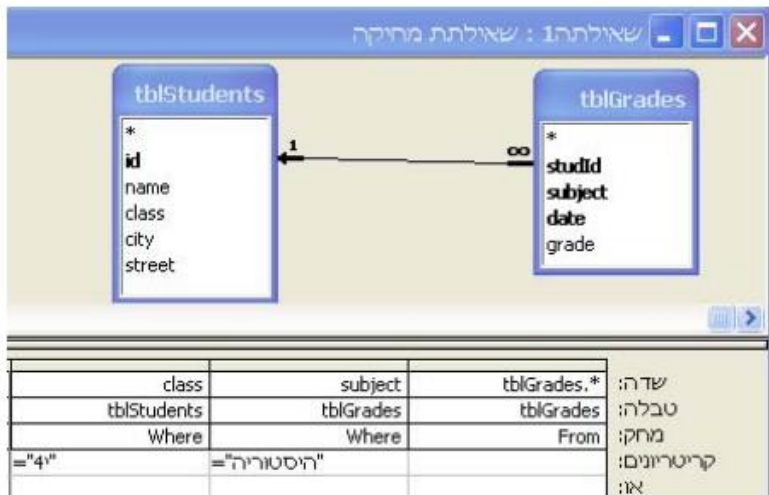 שאילתה1 : שאילתת מחיקה
tblGrades
*
studId
subject
date
grade
∞
1
tblStudents
*
id
name
class
city
street
שדה: tblGrades.* subject class
טבלה: tblGrades tblGrades tblStudents
מחק: From Where Where
קריטריונים: ="היסטוריה" ="י4"
או: